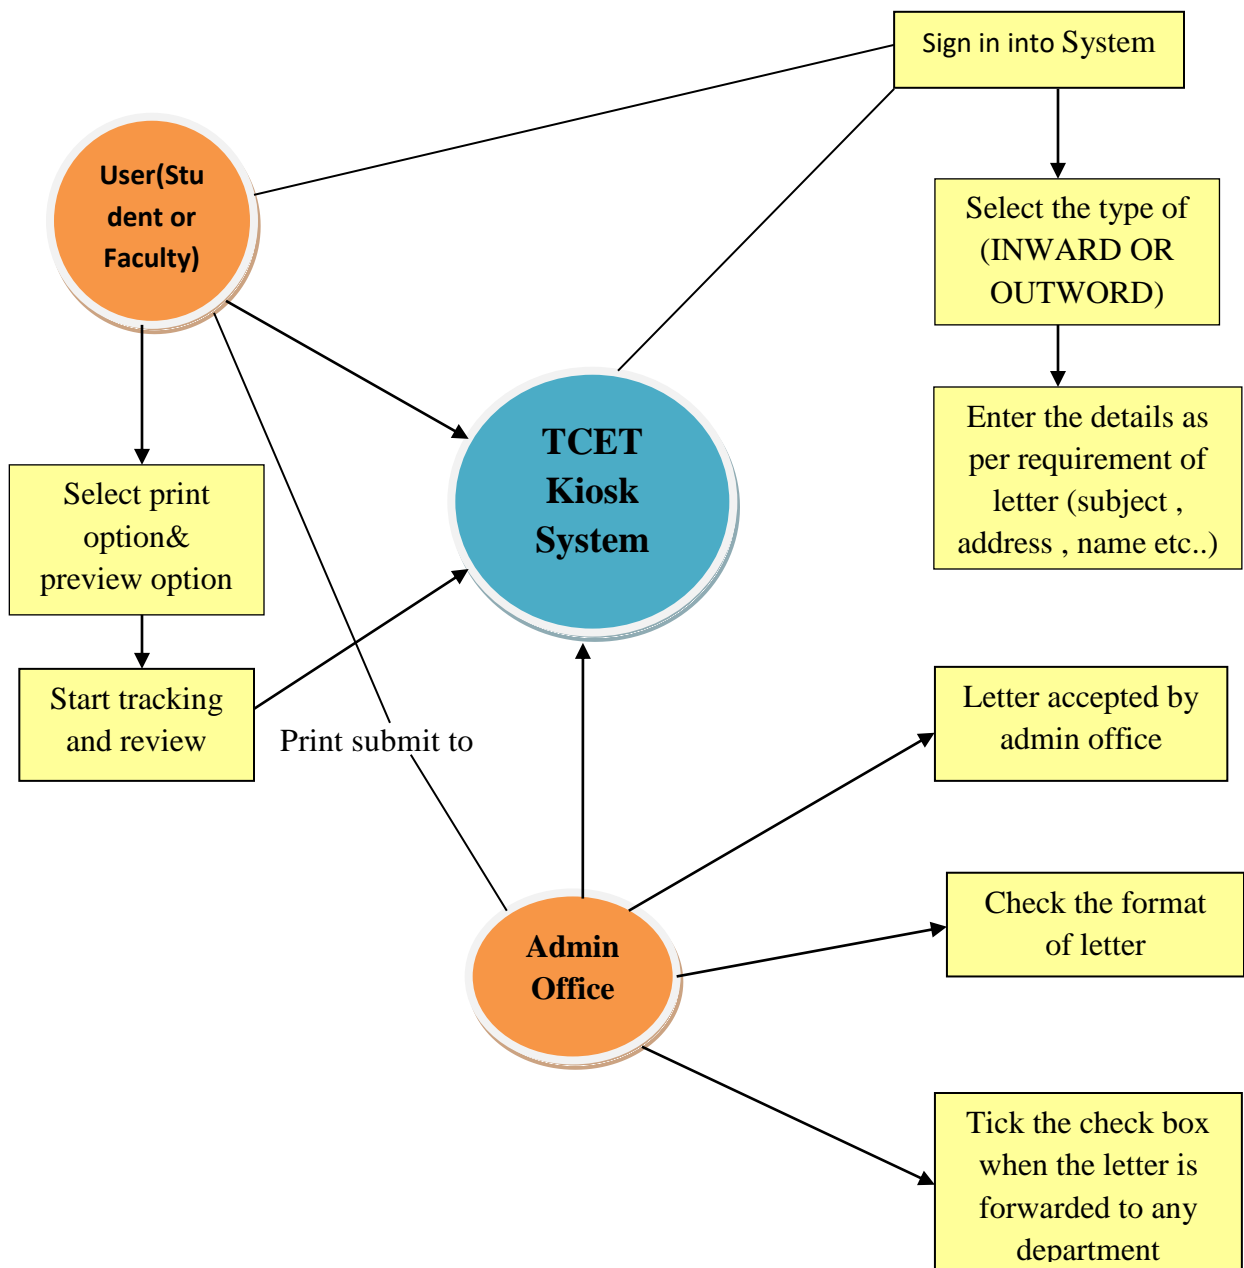 Sign in into System
User(Stu
dent or
Faculty)
Select the type of
(INWARD OR
OUTWORD)
Enter the details as
per requirement of
letter (subject ,
address , name etc..)
TCET
Kiosk
System
Select print
option&
preview option
Start tracking
and review
Print submit to
Letter accepted by
admin office
Check the format
of letter
Admin
Office
Tick the check box
when the letter is
forwarded to any
department